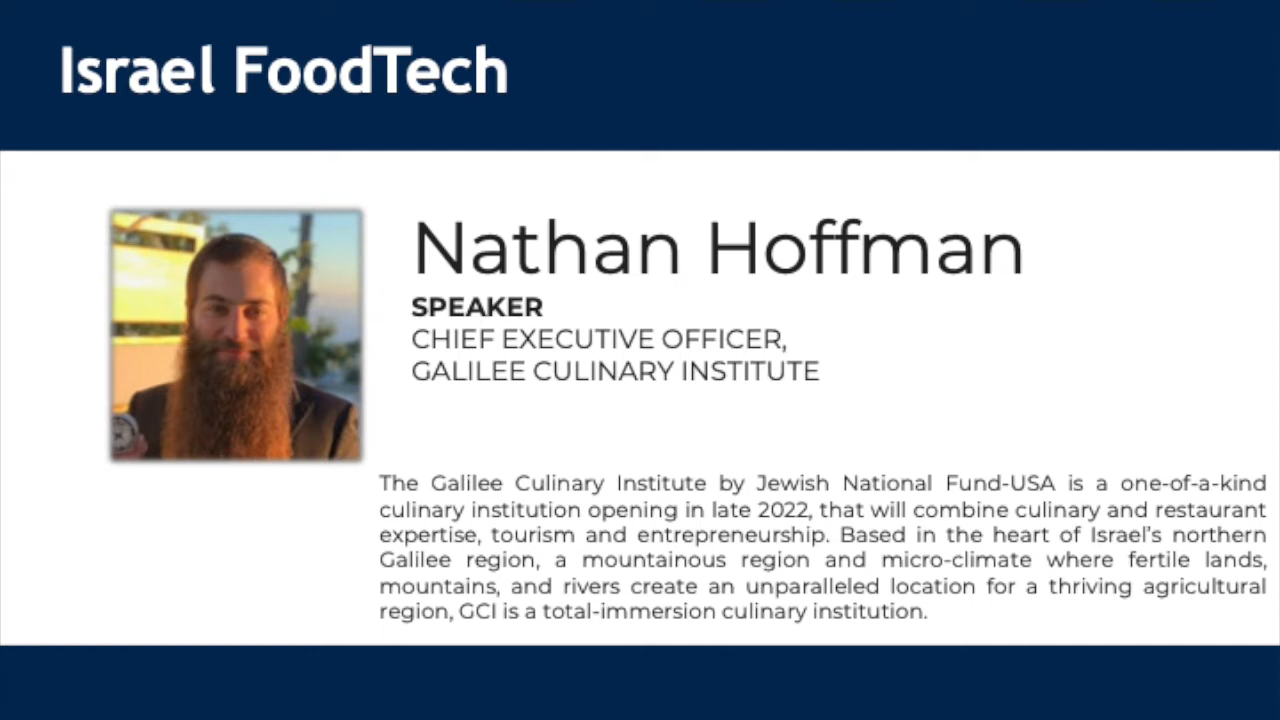 Israel FoodTech
Nathan Hoffman
SPEAKER
CHIEF EXECUTIVE OFFICER,
GALILEE CULINARY INSTITUTE
The Galilee Culinary Institute by Jewish National Fund-USA is a one-of-a-kind
culinary institution opening in late 2022, that will combine culinary and restaurant
expertise, tourism and entrepreneurship. Based in the heart of Israel's northern
Galilee region, a mountainous region and micro-climate where fertile lands,
mountains, and rivers create an unparalleled location for a thriving agricultural
region, GCI is a total-immersion culinary institution.